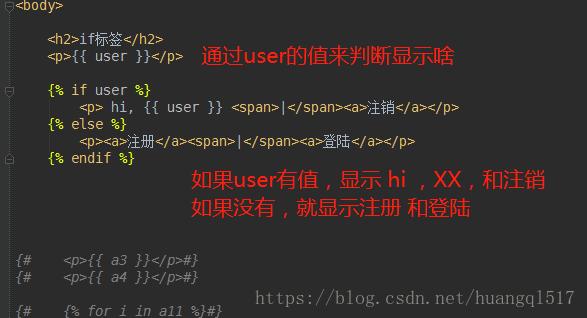 <body>
<h2>if标签</h2>
<p>{{ user }}</p> 通过user的值来判断显示啥
{% if user %}
<p> hi, {{ user }} <span>|</span><a>注销</a></p>
{% else %}
<p><a>注册</a><span>|</span><a>登陆</a></p>
{% endif %}
如果user有值，显示 hi ，XX，和注销
如果没有，就显示注册 和登陆
{# <p>{{ a3 }}</p>#}
{# <p>{{ a4 }}</p>#}
{# {% for i in a11 %}#}
https://blog.csdn.net/huangql517